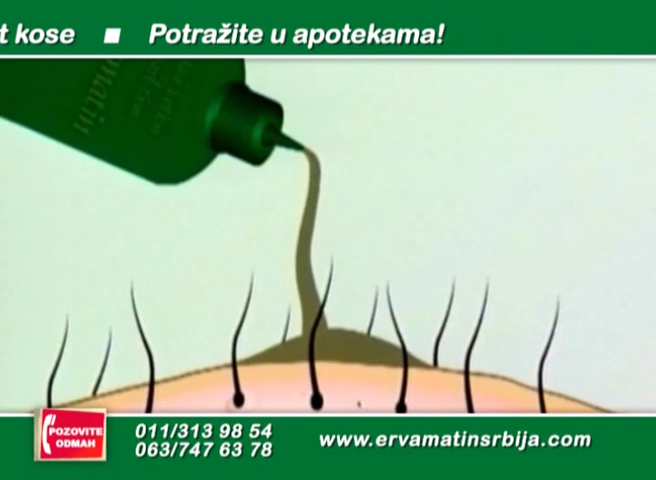 t kose ■ Potražite u apotekama!
POZOVITE
ODMAH
011/313 98 54
063/747 63 78
www.ervamatinsrbija.com